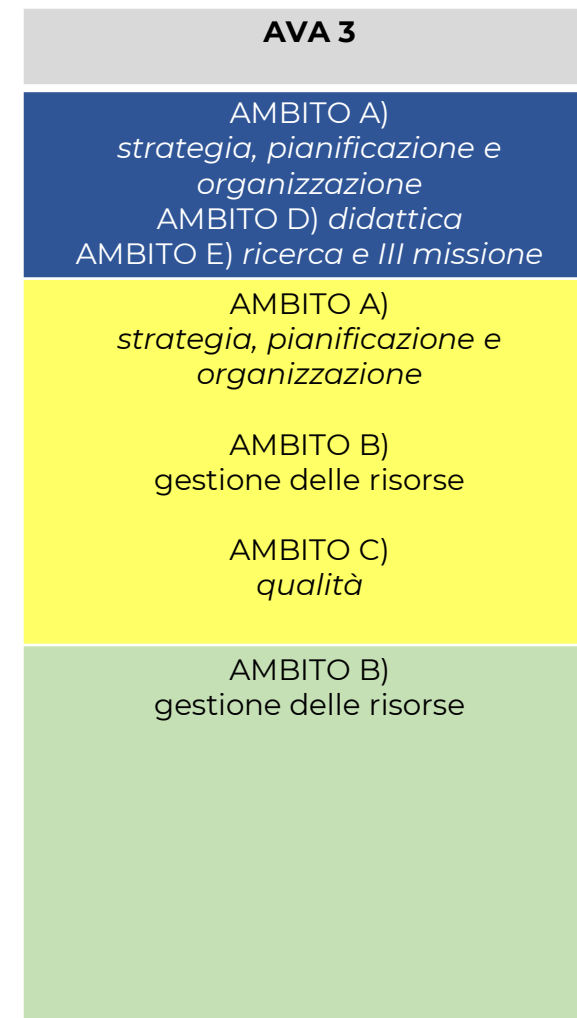 AVA 3
AMBITO A)
strategia, pianificazione e
organizzazione
AMBITO D) didattica
AMBITO E) ricerca e III missione
AMBITO A)
strategia, pianificazione e
organizzazione
AMBITO B)
gestione delle risorse
AMBITO C)
qualità
AMBITO B)
gestione delle risorse